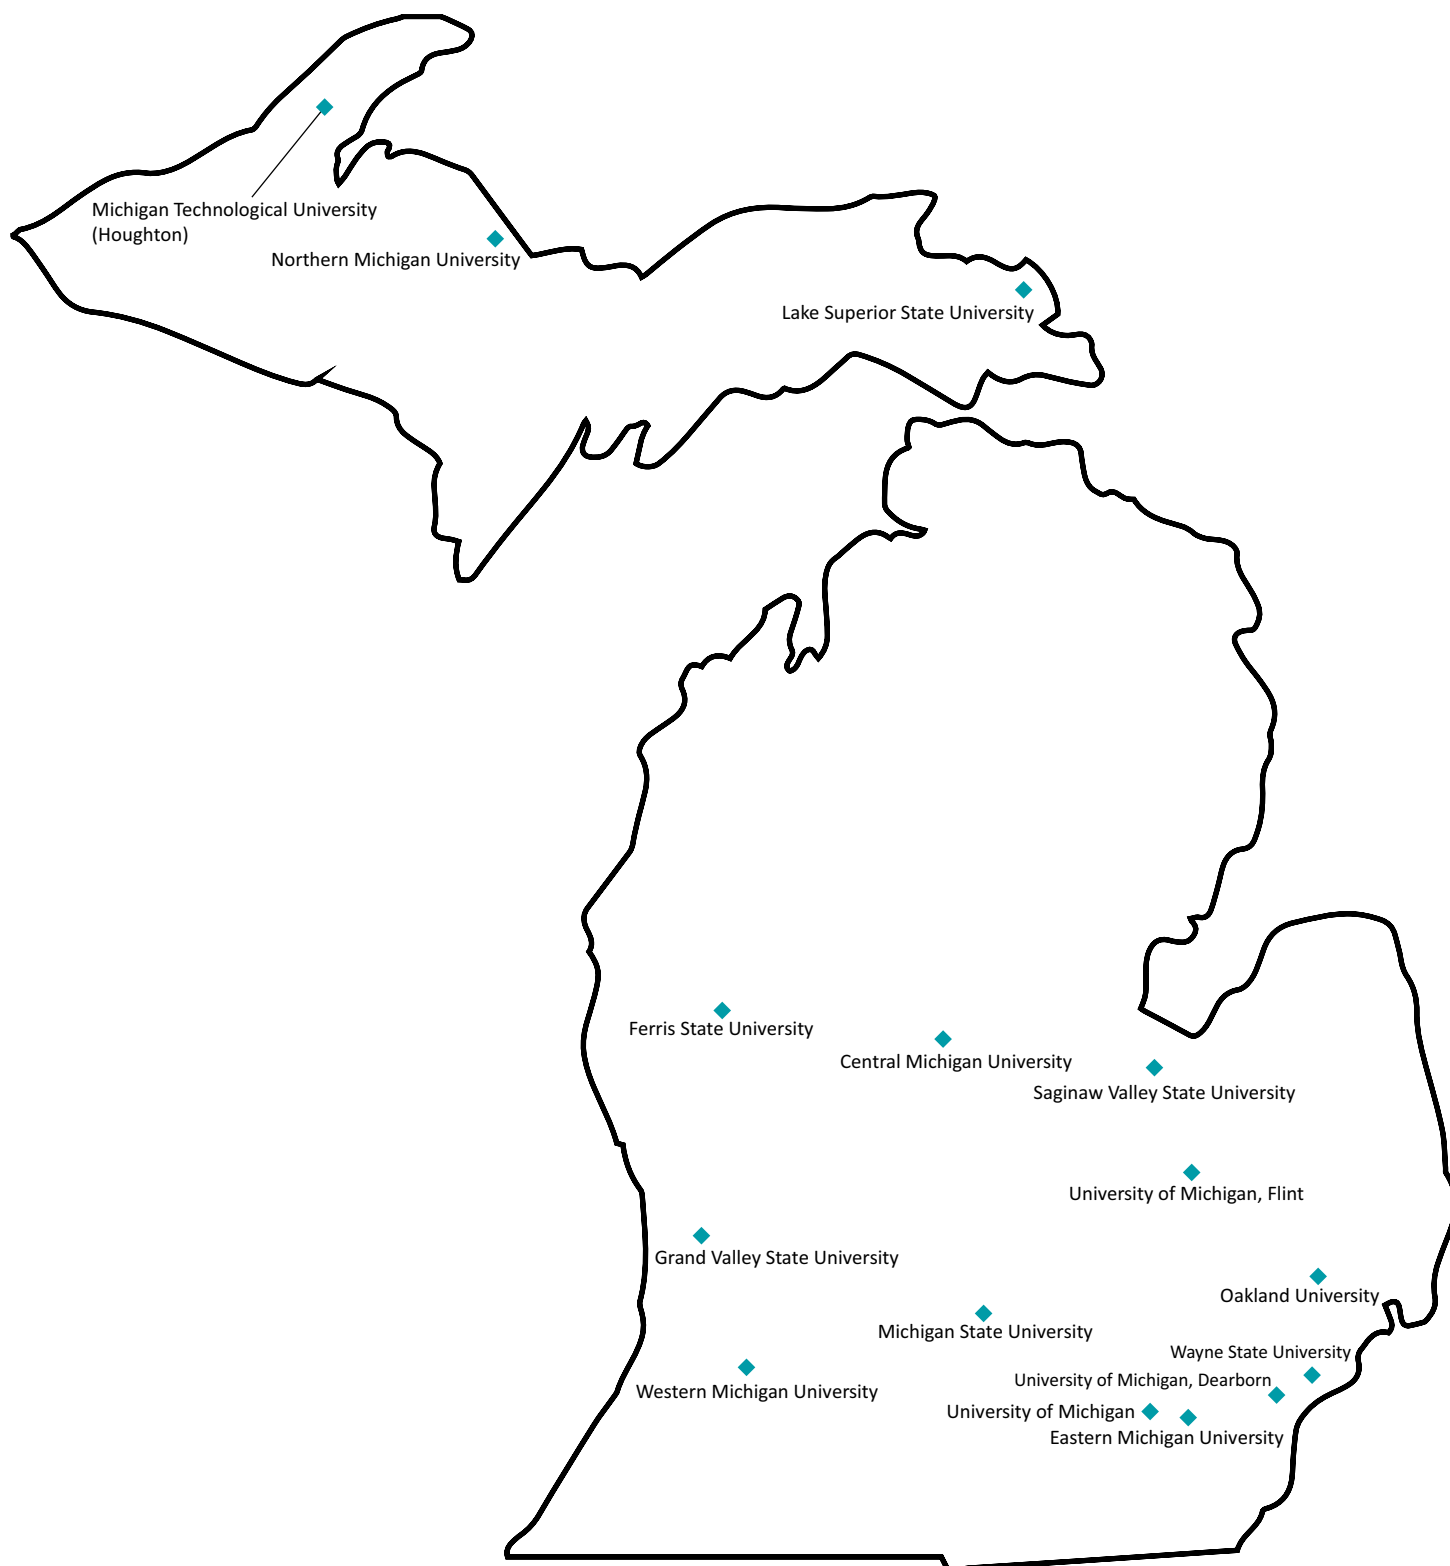 Michigan Technological University
(Houghton)
Northern Michigan University
Lake Superior State University
Ferris State University
Central Michigan University
Saginaw Valley State University
University of Michigan, Flint
Grand Valley State University
Oakland University
Michigan State University
Wayne State University
University of Michigan, Dearborn
Western Michigan University
University of Michigan
Eastern Michigan University